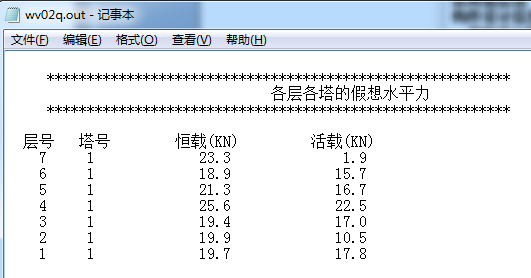 wv02q.out - 记事本
文件(F) 编辑(E) 格式(O) 查看(V) 帮助(H)
**********************************************************
各层各塔的假想水平力
**********************************************************
层号 塔号 恒载(KN) 活载(KN)
7 1 23.3 1.9
6 1 18.9 15.7
5 1 21.3 16.7
4 1 25.6 22.5
3 1 19.4 17.0
2 1 19.9 10.5
1 1 19.7 17.8